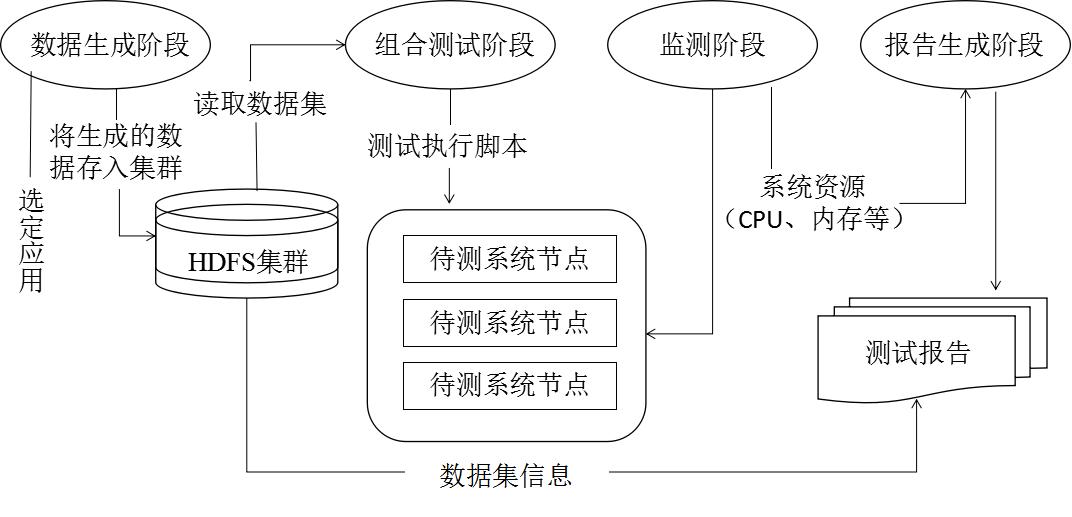 数据生成阶段
组合测试阶段
监测阶段
报告生成阶段
读取数据集
将生成的数
据存入集群
测试执行脚本
选定应用
系统资源
（CPU、内存等）
HDFS集群
待测系统节点
待测系统节点
待测系统节点
测试报告
数据集信息